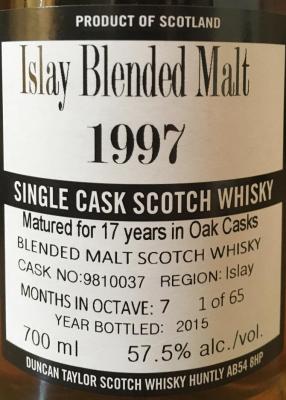 PRODUCT OF SCOTLAND
Islay Blended Malt
1997
SINGLE CASK SCOTCH WHISKY
Matured for 17 years in Oak Casks
BLENDED MALT SCOTCH WHISKY
CASK NO:9810037 REGION: Islay
MONTHS IN OCTAVE: 7 1 of 65
YEAR BOTTLED: 2015
700 ml 57.5% alc./vol.
DUNCAN TAYLOR SCOTCH WHISKY HUNTLY AB54 8HP